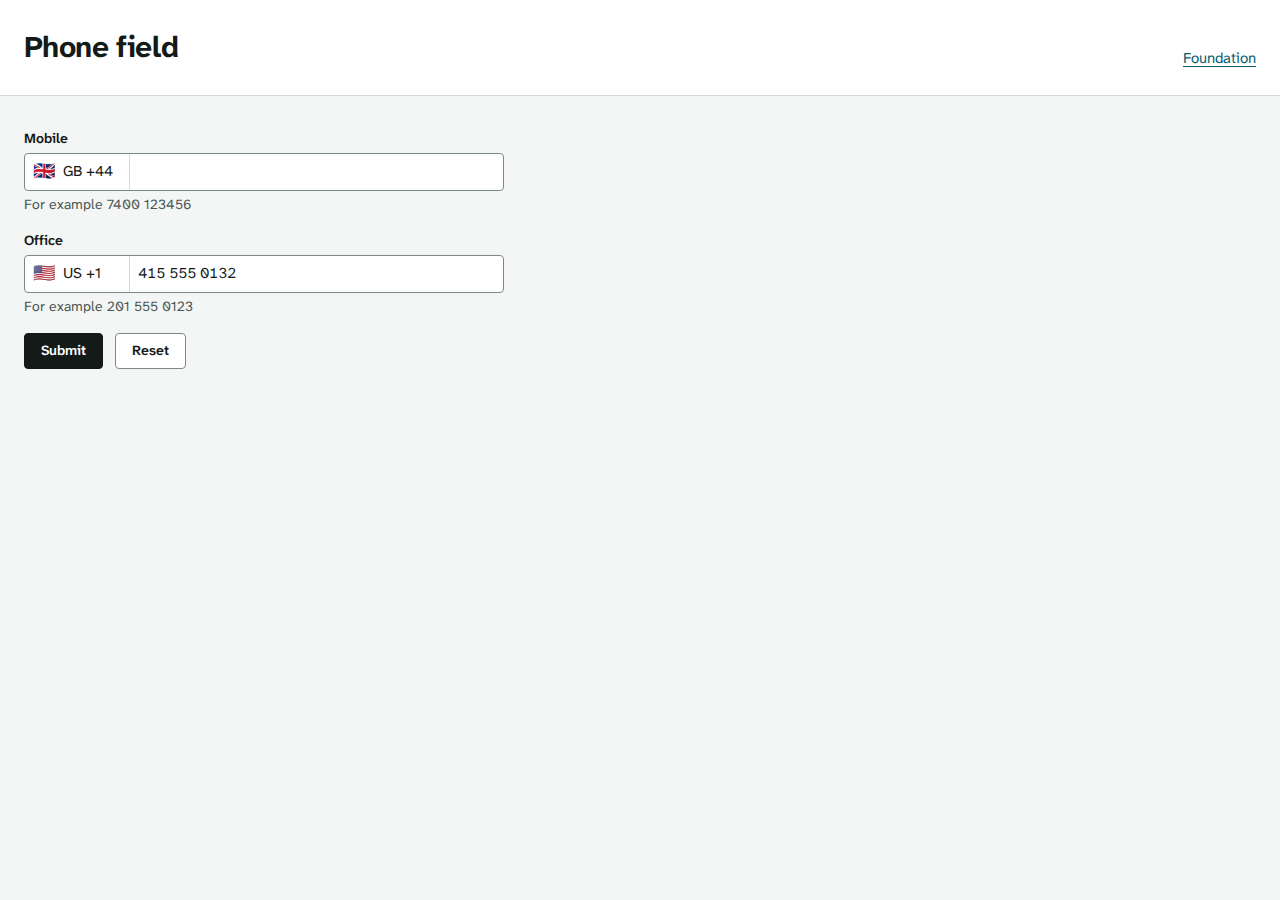 Phone field
Foundation
Mobile
GB +44
For example 7400 123456
Office
US +1 415 555 0132
For example 201 555 0123
Submit Reset